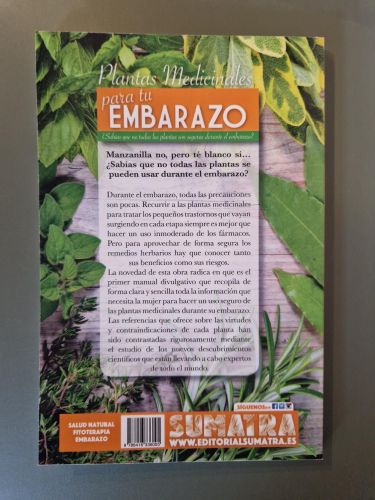 Plantas Medicinales
para tu
EMBARAZO
¿Sabías que no todas las plantas son seguras durante el embarazo?
Manzanilla no, pero té blanco sí...
¿Sabías que no todas las plantas se
pueden usar durante el embarazo?
Durante el embarazo, todas las precauciones
son pocas. Recurrir a las plantas medicinales
para tratar los pequeños trastornos que vayan
surgiendo en cada etapa siempre es mejor que
hacer un uso inmoderado de los fármacos.
Pero para aprovechar de forma segura los
remedios herbarios hay que conocer tanto
sus beneficios como sus riesgos.
La novedad de esta obra radica en que es el
primer manual divulgativo que recopila de
forma clara y sencilla toda la información que
necesita la mujer para hacer un uso seguro de
las plantas medicinales durante su embarazo.
Las referencias que ofrece sobre las virtudes
y contraindicaciones de cada planta han
sido contrastadas rigurosamente mediante
el estudio de los nuevos descubrimientos
científicos que están llevando a cabo expertos
de todo el mundo.
SALUD NATURAL
FITOTERAPIA
EMBARAZO
SÍGUENOS
SUMATRA
WWW.EDITORIALSUMATRA.ES